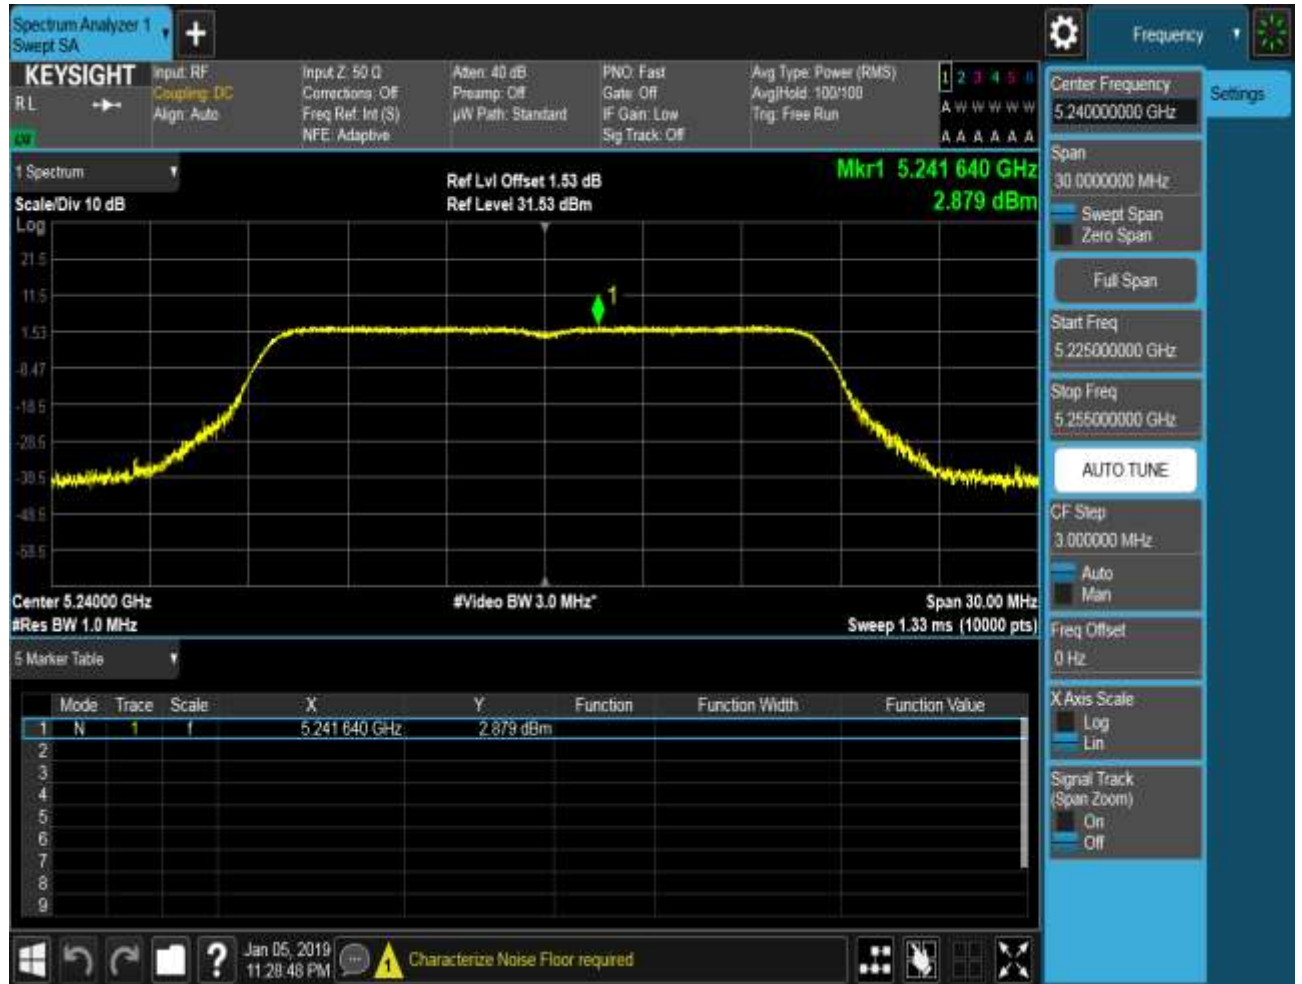 Spectrum Analyzer 1
Swept SA
+
Frequency
KEYSIGHT
RL
Input: RF
Coupling: DC
Align: Auto
Input Z: 50 Ω
Corrections: Off
Freq Ref: Int (S)
NFE: Adaptive
Atten: 40 dB
Preamp: Off
µW Path: Standard
PNO: Fast
Gate: Off
IF Gain: Low
Sig Track: Off
Avg Type: Power (RMS)
Avg|Hold: 100/100
Trig: Free Run
1 2 3 4 5 6
A W W W W W
A A A A A A
1 Spectrum
Scale/Div 10 dB
Log
Ref Lvl Offset 1.53 dB
Ref Level 31.53 dBm
Mkr1 5.241 640 GHz
2.879 dBm
21.5
11.5
1.53
-8.47
-18.5
-28.5
-38.5
-48.5
-58.5
1
Center 5.24000 GHz
#Res BW 1.0 MHz
#Video BW 3.0 MHz*
Span 30.00 MHz
Sweep 1.33 ms (10000 pts)
5 Marker Table
Mode Trace Scale X Y Function Function Width Function Value
1 N 1 f 5.241 640 GHz 2.879 dBm
2
3
4
5
6
7
8
9
Center Frequency
5.240000000 GHz
Settings
Span
30.0000000 MHz
Swept Span
Zero Span
Full Span
Start Freq
5.225000000 GHz
Stop Freq
5.255000000 GHz
AUTO TUNE
CF Step
3.000000 MHz
Auto
Man
Freq Offset
0 Hz
X Axis Scale
Log
Lin
Signal Track
(Span Zoom)
On
Off
?
Jan 05, 2019
11:28:48 PM
1
Characterize Noise Floor required